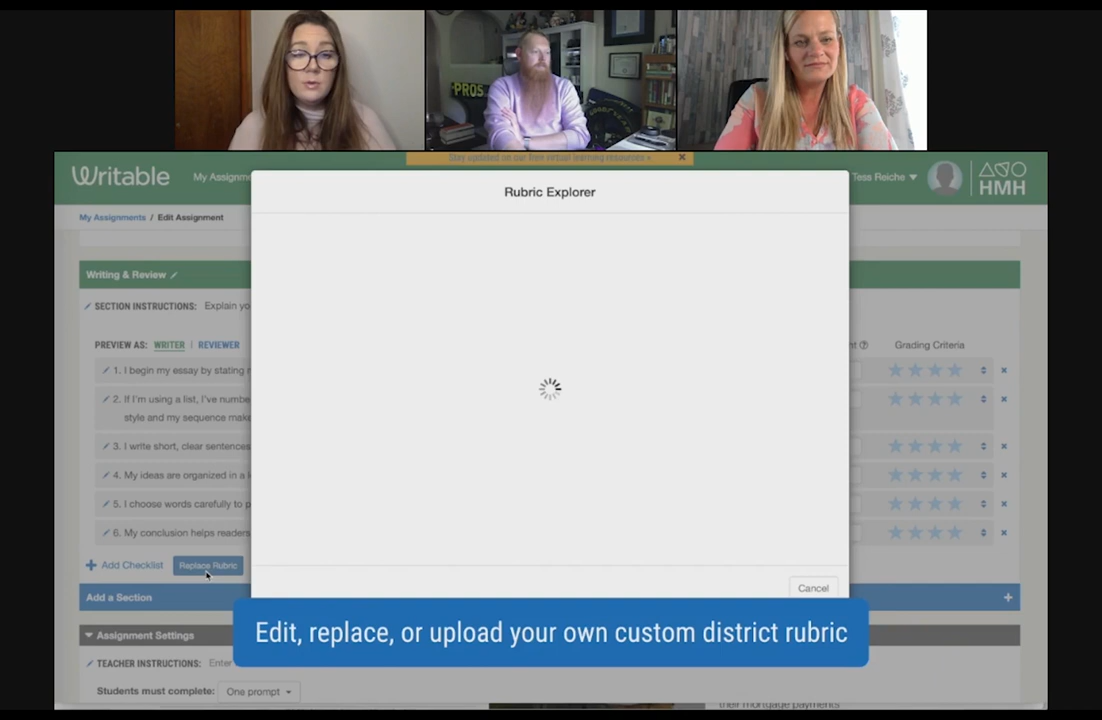 PROS
Stay updated on our free virtual learning resources »
Writable
My Assignm
Tess Reiche
HMH
Rubric Explorer
My Assignments / Edit Assignment
Writing & Review
SECTION INSTRUCTIONS: Explain yo
PREVIEW AS: WRITER | REVIEWER
nt
Grading Criteria
1. I begin my essay by stating
2. If I'm using a list, I've numbe
style and my sequence make
3. I write short, clear sentences
4. My ideas are organized in a l
5. I choose words carefully to p
6. My conclusion helps readers
Add Checklist
Replace Rubric
Cancel
Add a Section
Edit, replace, or upload your own custom district rubric
Assignment Settings
TEACHER INSTRUCTIONS: Enter
Students must complete: One prompt
their mortgage payments